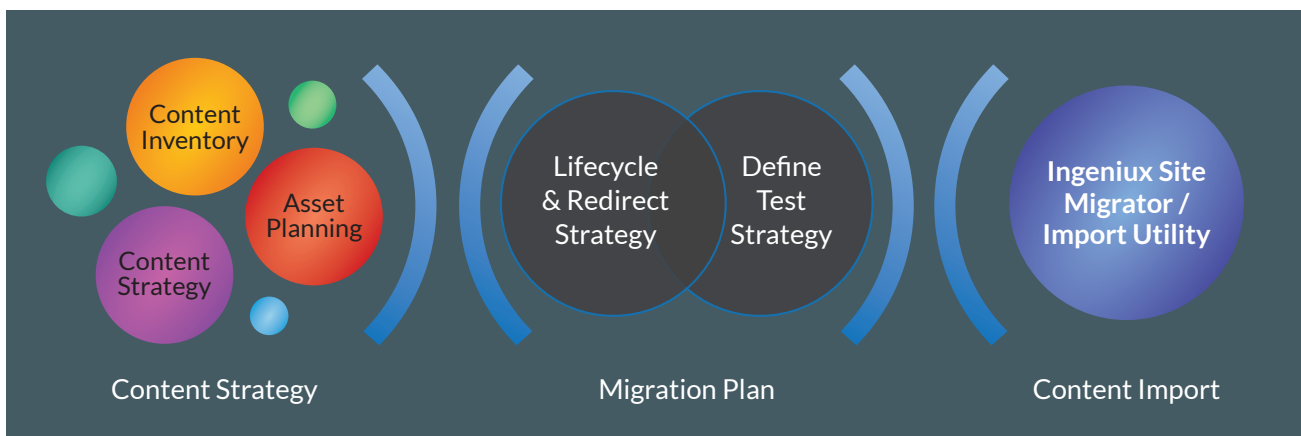 Content
Inventory
Asset
Planning
Content
Strategy
Content Strategy
Lifecycle
& Redirect
Strategy
Define
Test
Strategy
Migration Plan
Ingeniux Site
Migrator /
Import Utility
Content Import